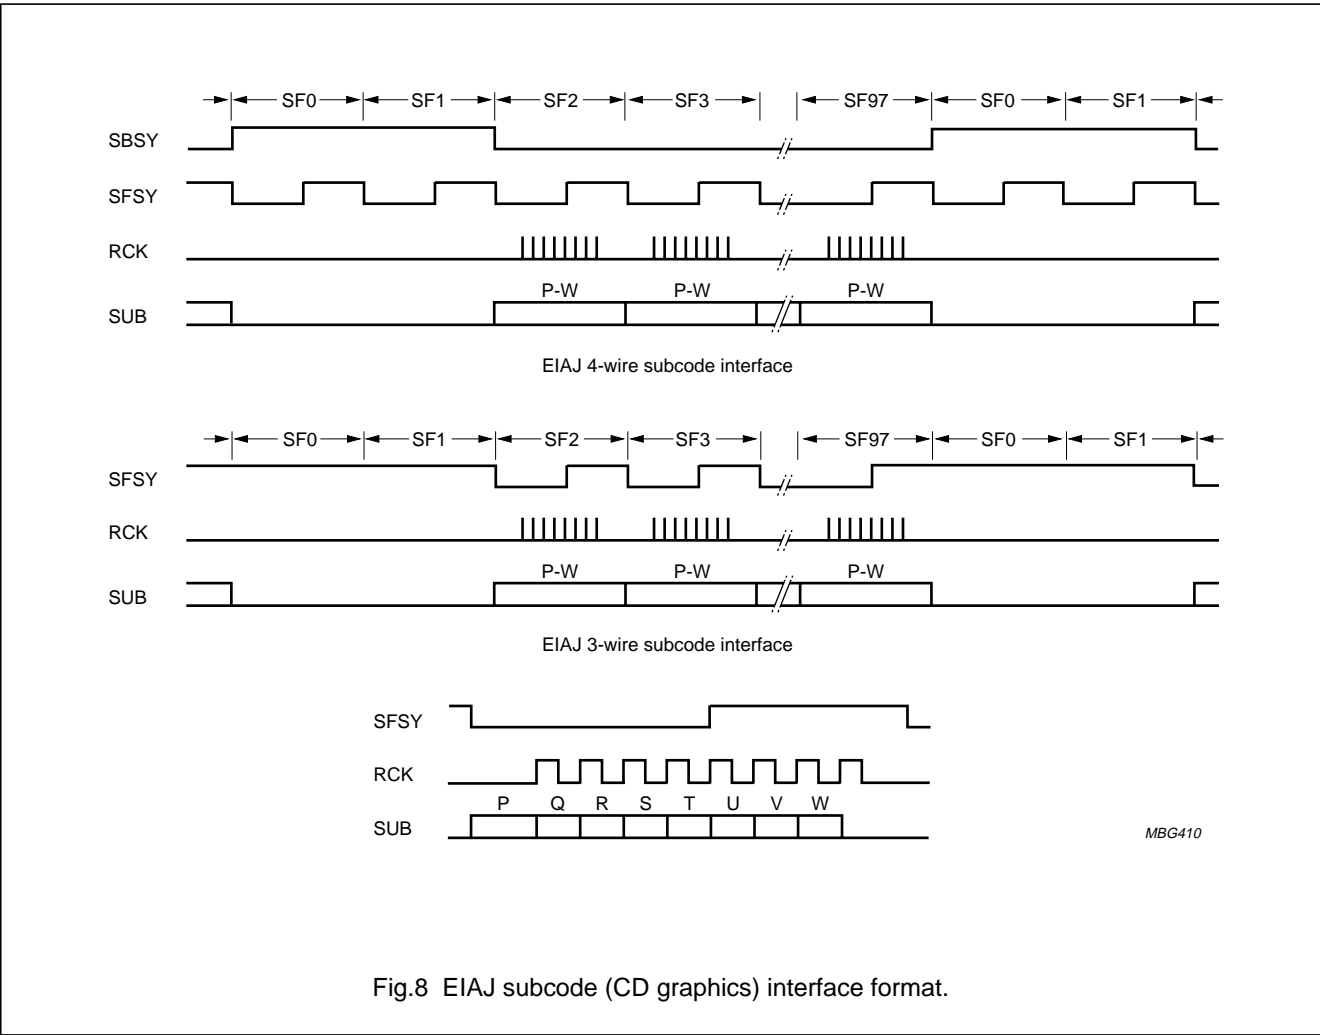 SF0 SF1 SF2 SF3 SF97 SF0 SF1
SBSY
SFSY
RCK
P-W P-W P-W
SUB
EIAJ 4-wire subcode interface
SF0 SF1 SF2 SF3 SF97 SF0 SF1
SFSY
RCK
P-W P-W P-W
SUB
EIAJ 3-wire subcode interface
SFSY
RCK
P Q R S T U V W
SUB
MBG410
Fig.8 EIAJ subcode (CD graphics) interface format.